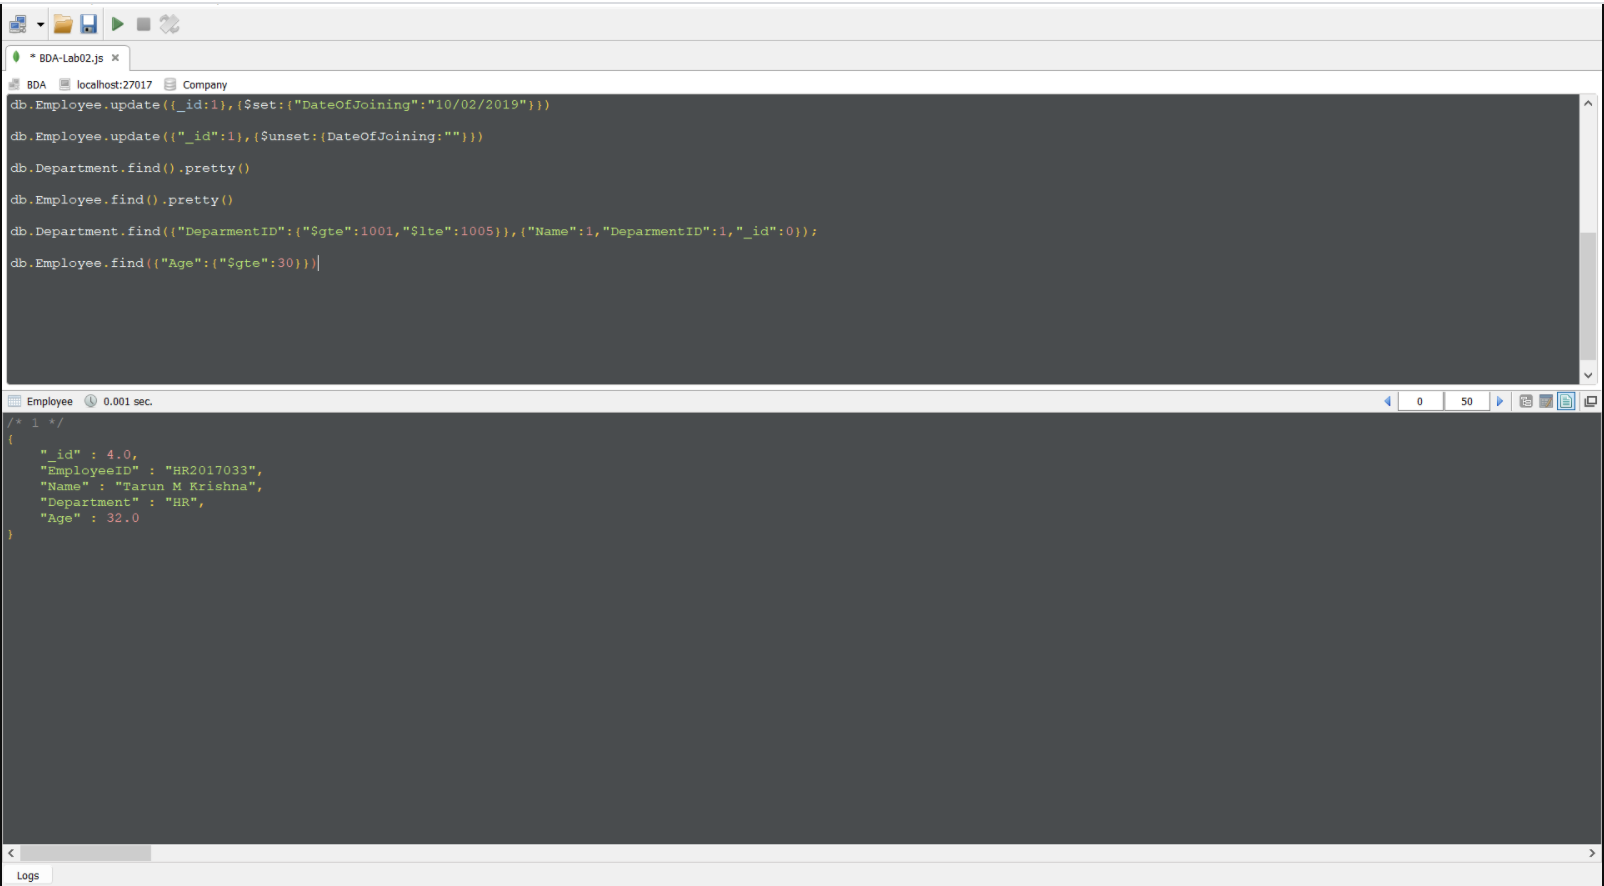 * BDA-Lab02.js
BDA localhost:27017 Company
db.Employee.update({_id:1},{$set:{"DateOfJoining":"10/02/2019"}})
db.Employee.update({"_id":1},{$unset:{DateOfJoining:""}})
db.Department.find().pretty()
db.Employee.find().pretty()
db.Department.find({"DeparmentID":{"$gte":1001,"$lte":1005}},{"Name":1,"DeparmentID":1,"_id":0});
db.Employee.find({"Age":{"$gte":30}})
Employee 0.001 sec. 0 50
/* 1 */
{
"_id" : 4.0,
"EmployeeID" : "HR2017033",
"Name" : "Tarun M Krishna",
"Department" : "HR",
"Age" : 32.0
}
Logs